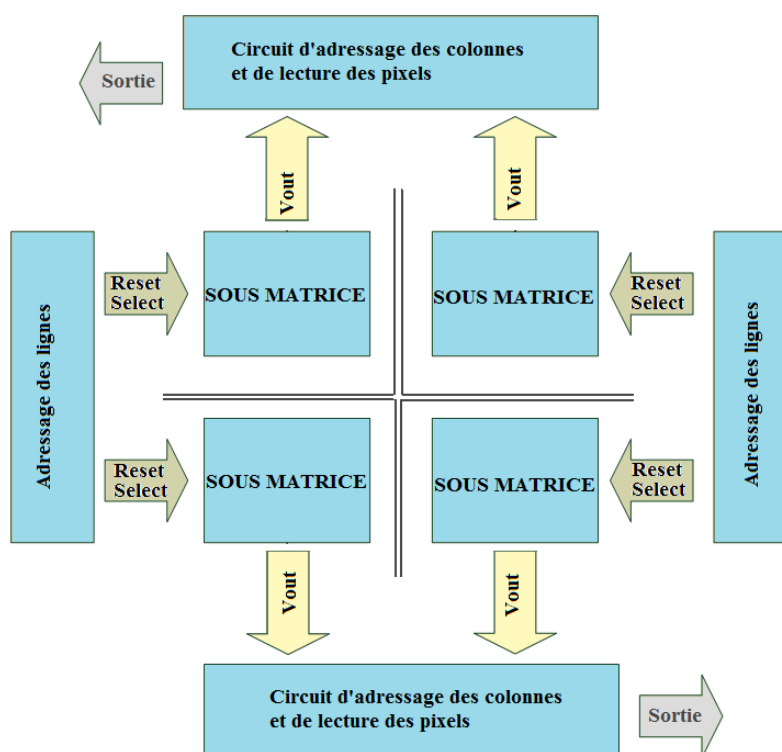 Circuit d'adressage des colonnes
et de lecture des pixels
Sortie
Vout
Vout
Adressage des lignes
Reset
Select
SOUS MATRICE
SOUS MATRICE
Reset
Select
Adressage des lignes
Reset
Select
SOUS MATRICE
SOUS MATRICE
Reset
Select
Vout
Vout
Circuit d'adressage des colonnes
et de lecture des pixels
Sortie